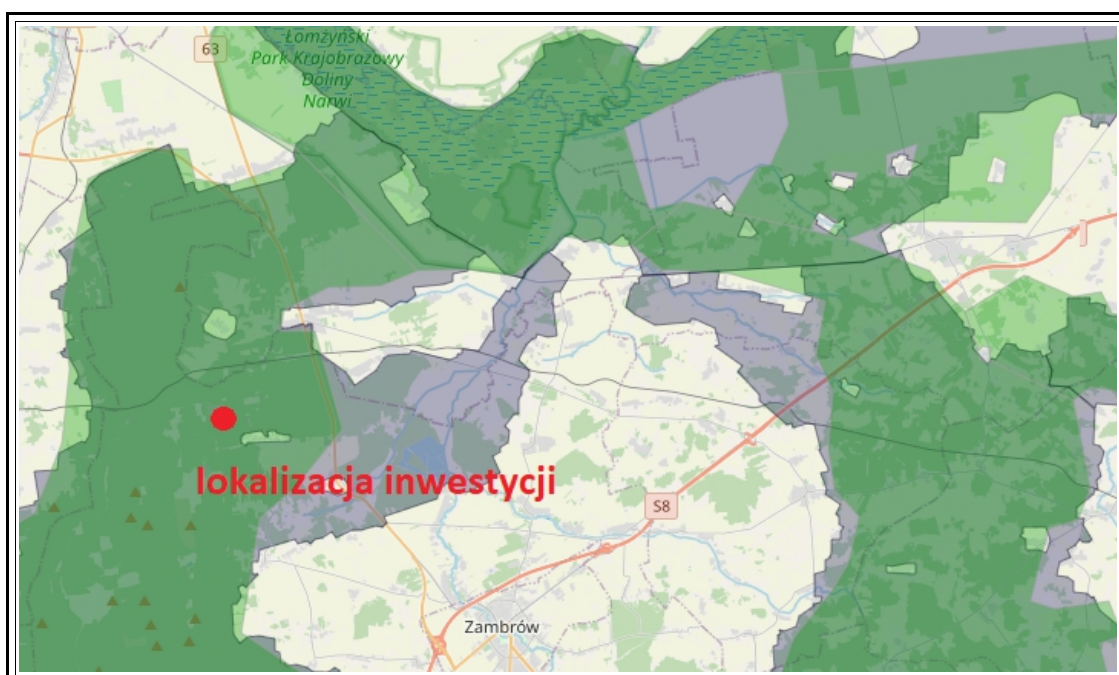 63
Łomżyński
Park Krajobrazowy
Doliny
Narwi
lokalizacja inwestycji
S8
Zambrów